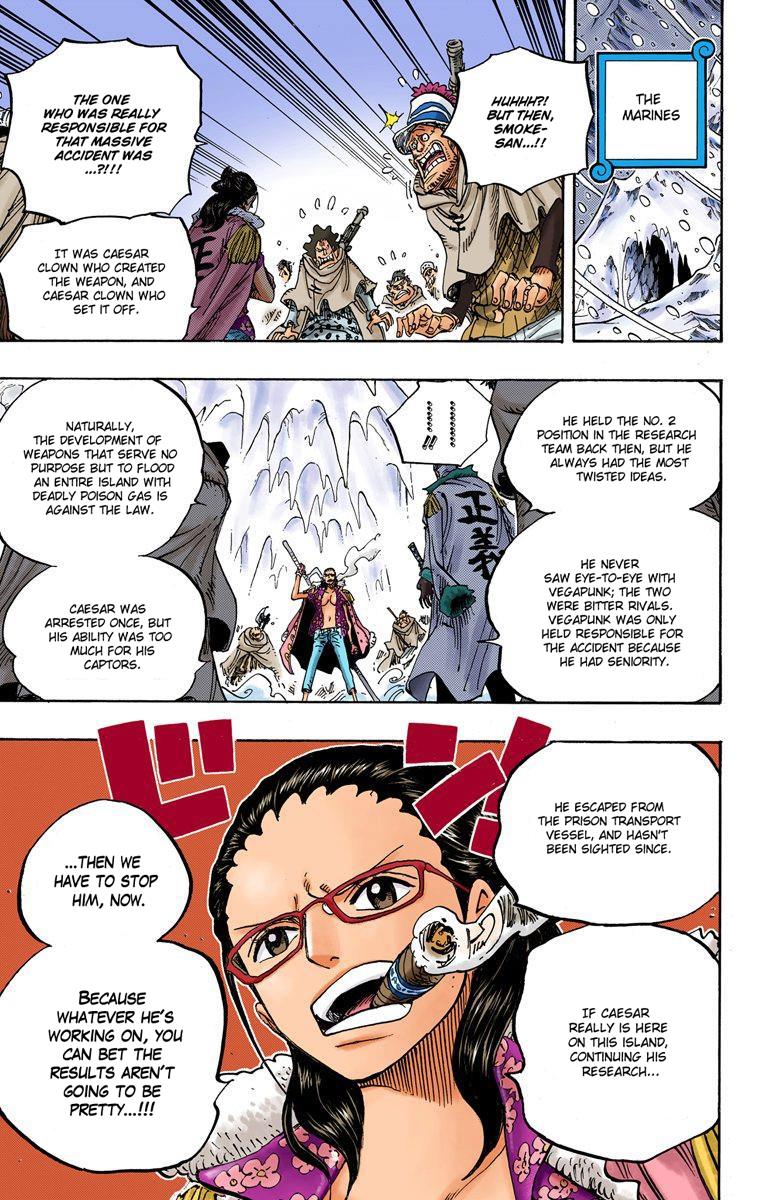 THE
MARINES
HUHHH?!
BUT THEN,
SMOKE-
SAN...!!
THE ONE
WHO WAS REALLY
RESPONSIBLE FOR
THAT MASSIVE
ACCIDENT WAS
...?!!!
IT WAS CAESAR
CLOWN WHO CREATED
THE WEAPON, AND
CAESAR CLOWN WHO
SET IT OFF.
HE HELD THE NO. 2
POSITION IN THE RESEARCH
TEAM BACK THEN, BUT HE
ALWAYS HAD THE MOST
TWISTED IDEAS.
HE NEVER
SAW EYE-TO-EYE WITH
VEGAPUNK; THE TWO
WERE BITTER RIVALS.
VEGAPUNK WAS ONLY
HELD RESPONSIBLE FOR
THE ACCIDENT BECAUSE
HE HAD SENIORITY.
正義
NATURALLY,
THE DEVELOPMENT OF
WEAPONS THAT SERVE NO
PURPOSE BUT TO FLOOD
AN ENTIRE ISLAND WITH
DEADLY POISON GAS IS
AGAINST THE LAW.
CAESAR WAS
ARRESTED ONCE, BUT
HIS ABILITY WAS TOO
MUCH FOR HIS
CAPTORS.
HE ESCAPED FROM
THE PRISON TRANSPORT
VESSEL, AND HASN'T
BEEN SIGHTED SINCE.
IF CAESAR
REALLY IS HERE
ON THIS ISLAND,
CONTINUING HIS
RESEARCH...
ドン!!
...THEN WE
HAVE TO STOP
HIM, NOW.
BECAUSE
WHATEVER HE'S
WORKING ON, YOU
CAN BET THE
RESULTS AREN'T
GOING TO BE
PRETTY...!!!